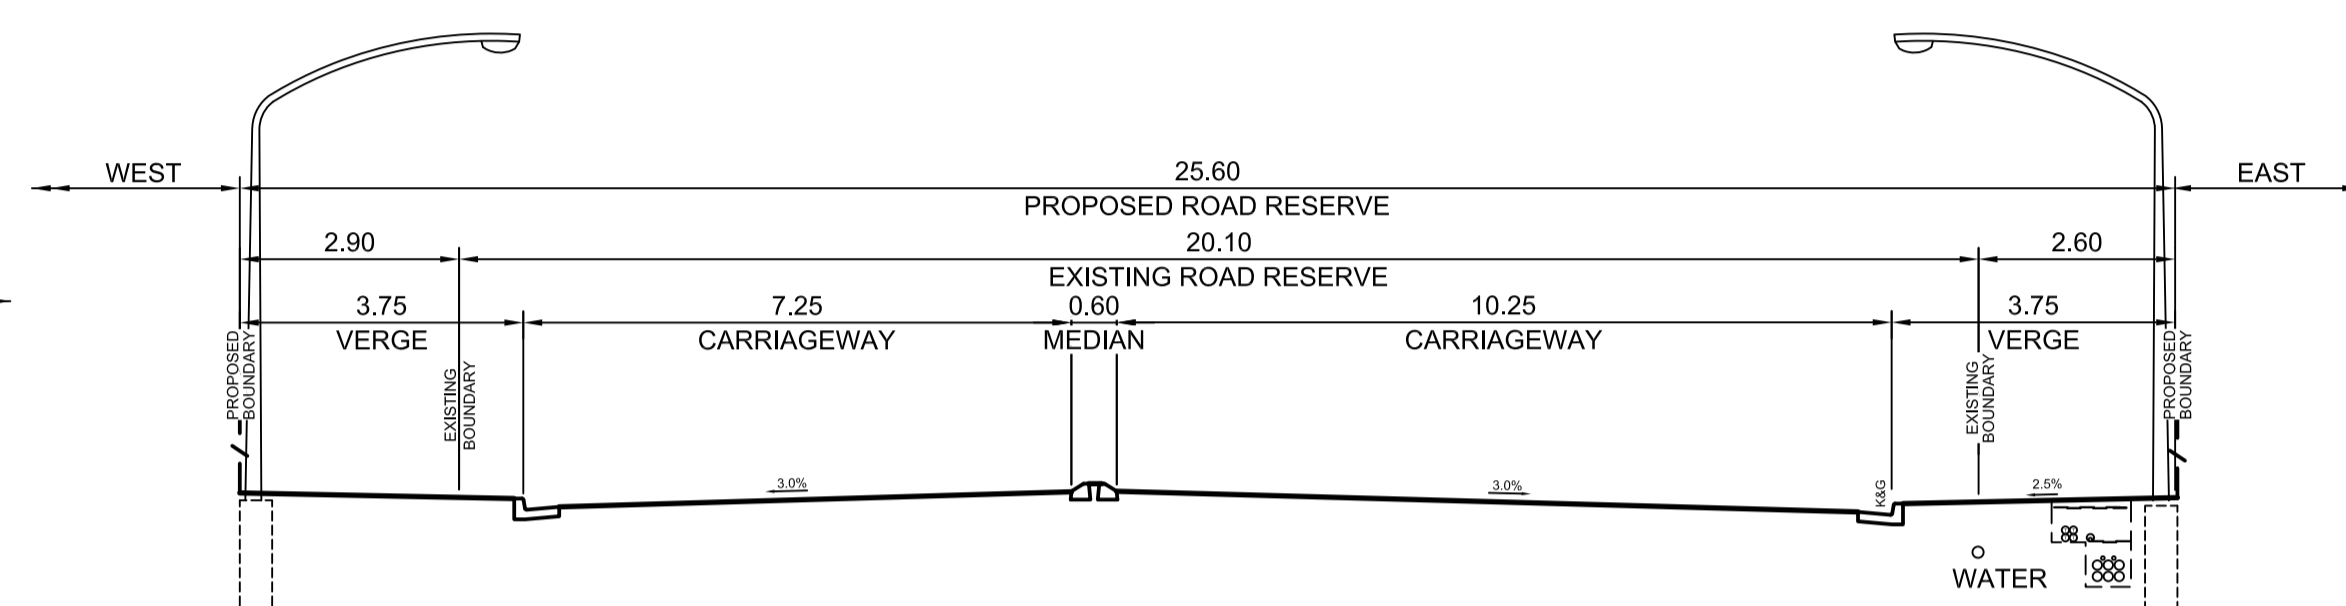 WEST
25.60
EAST
PROPOSED ROAD RESERVE
2.90
20.10
2.60
EXISTING ROAD RESERVE
3.75
7.25
0.60
10.25
3.75
VERGE
CARRIAGEWAY
MEDIAN
CARRIAGEWAY
VERGE
PROPOSED
BOUNDARY
EXISTING
BOUNDARY
EXISTING
BOUNDARY
PROPOSED
BOUNDARY
3.0%
3.0%
K&G
2.5%
WATER